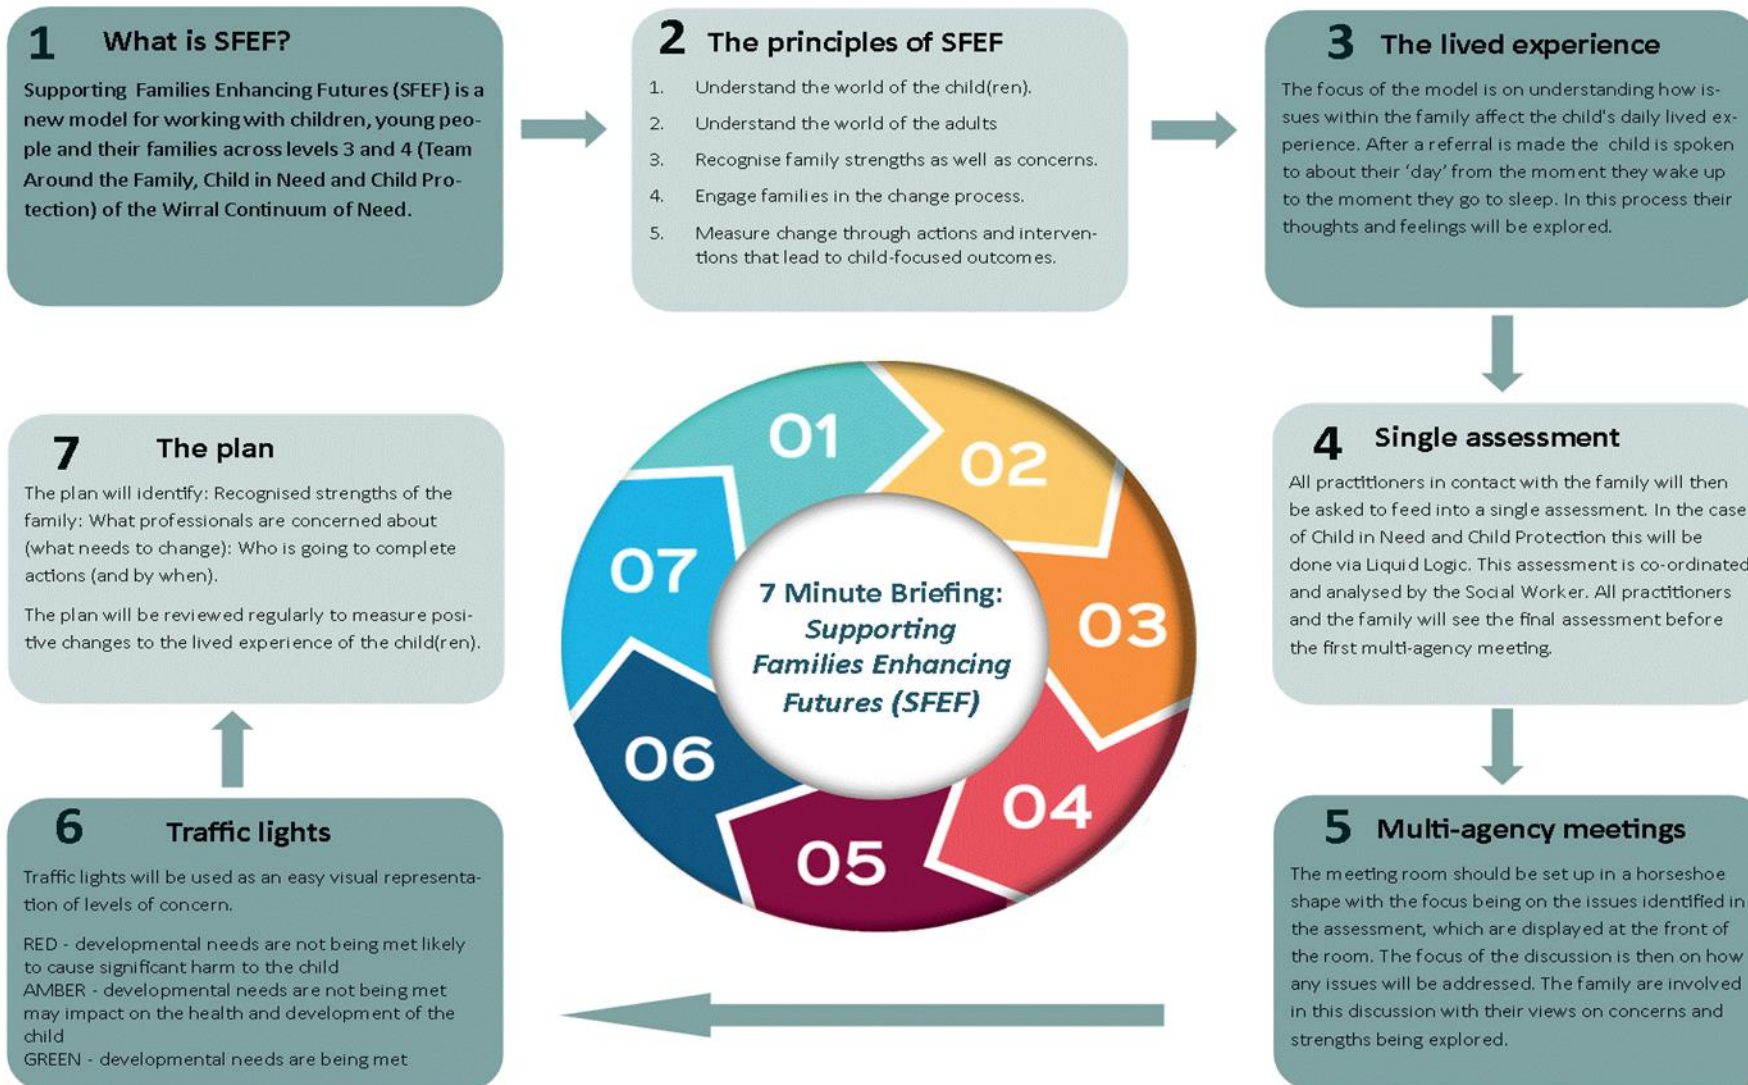 1 What is SFEF?
Supporting Families Enhancing Futures (SFEF) is a
new model for working with children, young peo-
ple and their families across levels 3 and 4 (Team
Around the Family, Child in Need and Child Pro-
tection) of the Wirral Continuum of Need.
2 The principles of SFEF
1. Understand the world of the child(ren).
2. Understand the world of the adults
3. Recognise family strengths as well as concerns.
4. Engage families in the change process.
5. Measure change through actions and interven-
tions that lead to child-focused outcomes.
3 The lived experience
The focus of the model is on understanding how is-
sues within the family affect the child's daily lived ex-
perience. After a referral is made the child is spoken
to about their ‘day’ from the moment they wake up
to the moment they go to sleep. In this process their
thoughts and feelings will be explored.
4 Single assessment
All practitioners in contact with the family will then
be asked to feed into a single assessment. In the case
of Child in Need and Child Protection this will be
done via Liquid Logic. This assessment is co-ordinated
and analysed by the Social Worker. All practitioners
and the family will see the final assessment before
the first multi-agency meeting.
5 Multi-agency meetings
The meeting room should be set up in a horseshoe
shape with the focus being on the issues identified in
the assessment, which are displayed at the front of
the room. The focus of the discussion is then on how
any issues will be addressed. The family are involved
in this discussion with their views on concerns and
strengths being explored.
6 Traffic lights
Traffic lights will be used as an easy visual representa-
tion of levels of concern.
RED - developmental needs are not being met likely
to cause significant harm to the child
AMBER - developmental needs are not being met
may impact on the health and development of the
child
GREEN - developmental needs are being met
7 The plan
The plan will identify: Recognised strengths of the
family: What professionals are concerned about
(what needs to change): Who is going to complete
actions (and by when).
The plan will be reviewed regularly to measure posi-
tive changes to the lived experience of the child(ren).
01
02
03
04
05
06
07
7 Minute Briefing:
Supporting
Families Enhancing
Futures (SFEF)